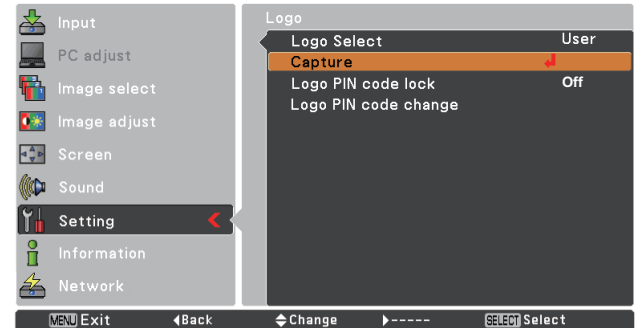 Input
PC adjust
Image select
Image adjust
Screen
Sound
Setting
Information
Network
Logo
Logo Select User
Capture
Logo PIN code lock Off
Logo PIN code change
MENU Exit Back Change ----- SELECT Select